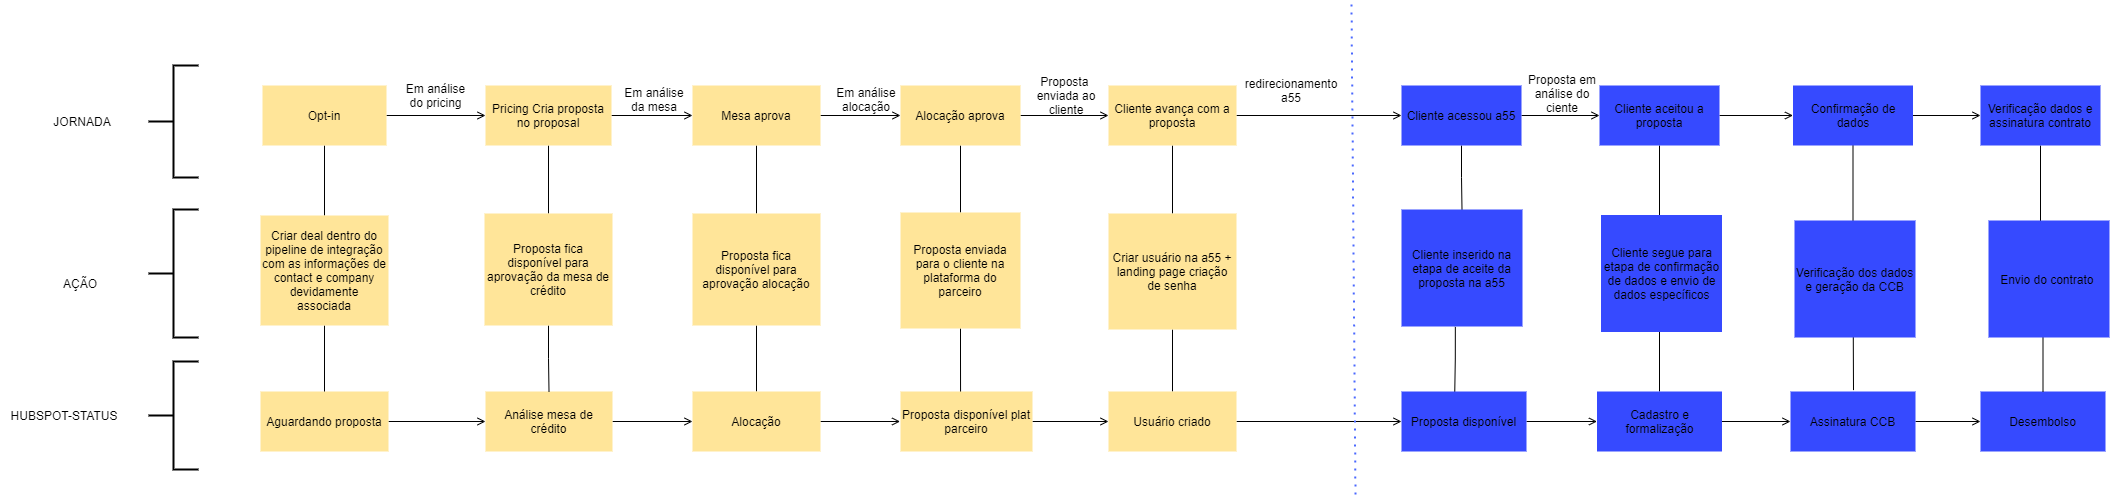 JORNADA
Opt-in
Em análise
do pricing
Pricing Cria proposta
no proposal
Em análise
da mesa
Mesa aprova
Em análise
alocação
Alocação aprova
Proposta
enviada ao
cliente
Cliente avança com a
proposta
redirecionamento
a55
Cliente acessou a55
Proposta em
análise do
ciente
Cliente aceitou a
proposta
Confirmação de
dados
Verificação dados e
assinatura contrato
AÇÃO
Criar deal dentro do
pipeline de integração
com as informações de
contact e company
devidamente
associada
Proposta fica
disponível para
aprovação da mesa de
crédito
Proposta fica
disponível para
aprovação alocação
Proposta enviada
para o cliente na
plataforma do
parceiro
Criar usuário na a55 +
landing page criação
de senha
Cliente inserido na
etapa de aceite da
proposta na a55
Cliente segue para
etapa de confirmação
de dados e envio de
dados específicos
Verificação dos dados
e geração da CCB
Envio do contrato
HUBSPOT-STATUS
Aguardando proposta
Análise mesa de
crédito
Alocação
Proposta disponível plat
parceiro
Usuário criado
Proposta disponível
Cadastro e
formalização
Assinatura CCB
Desembolso